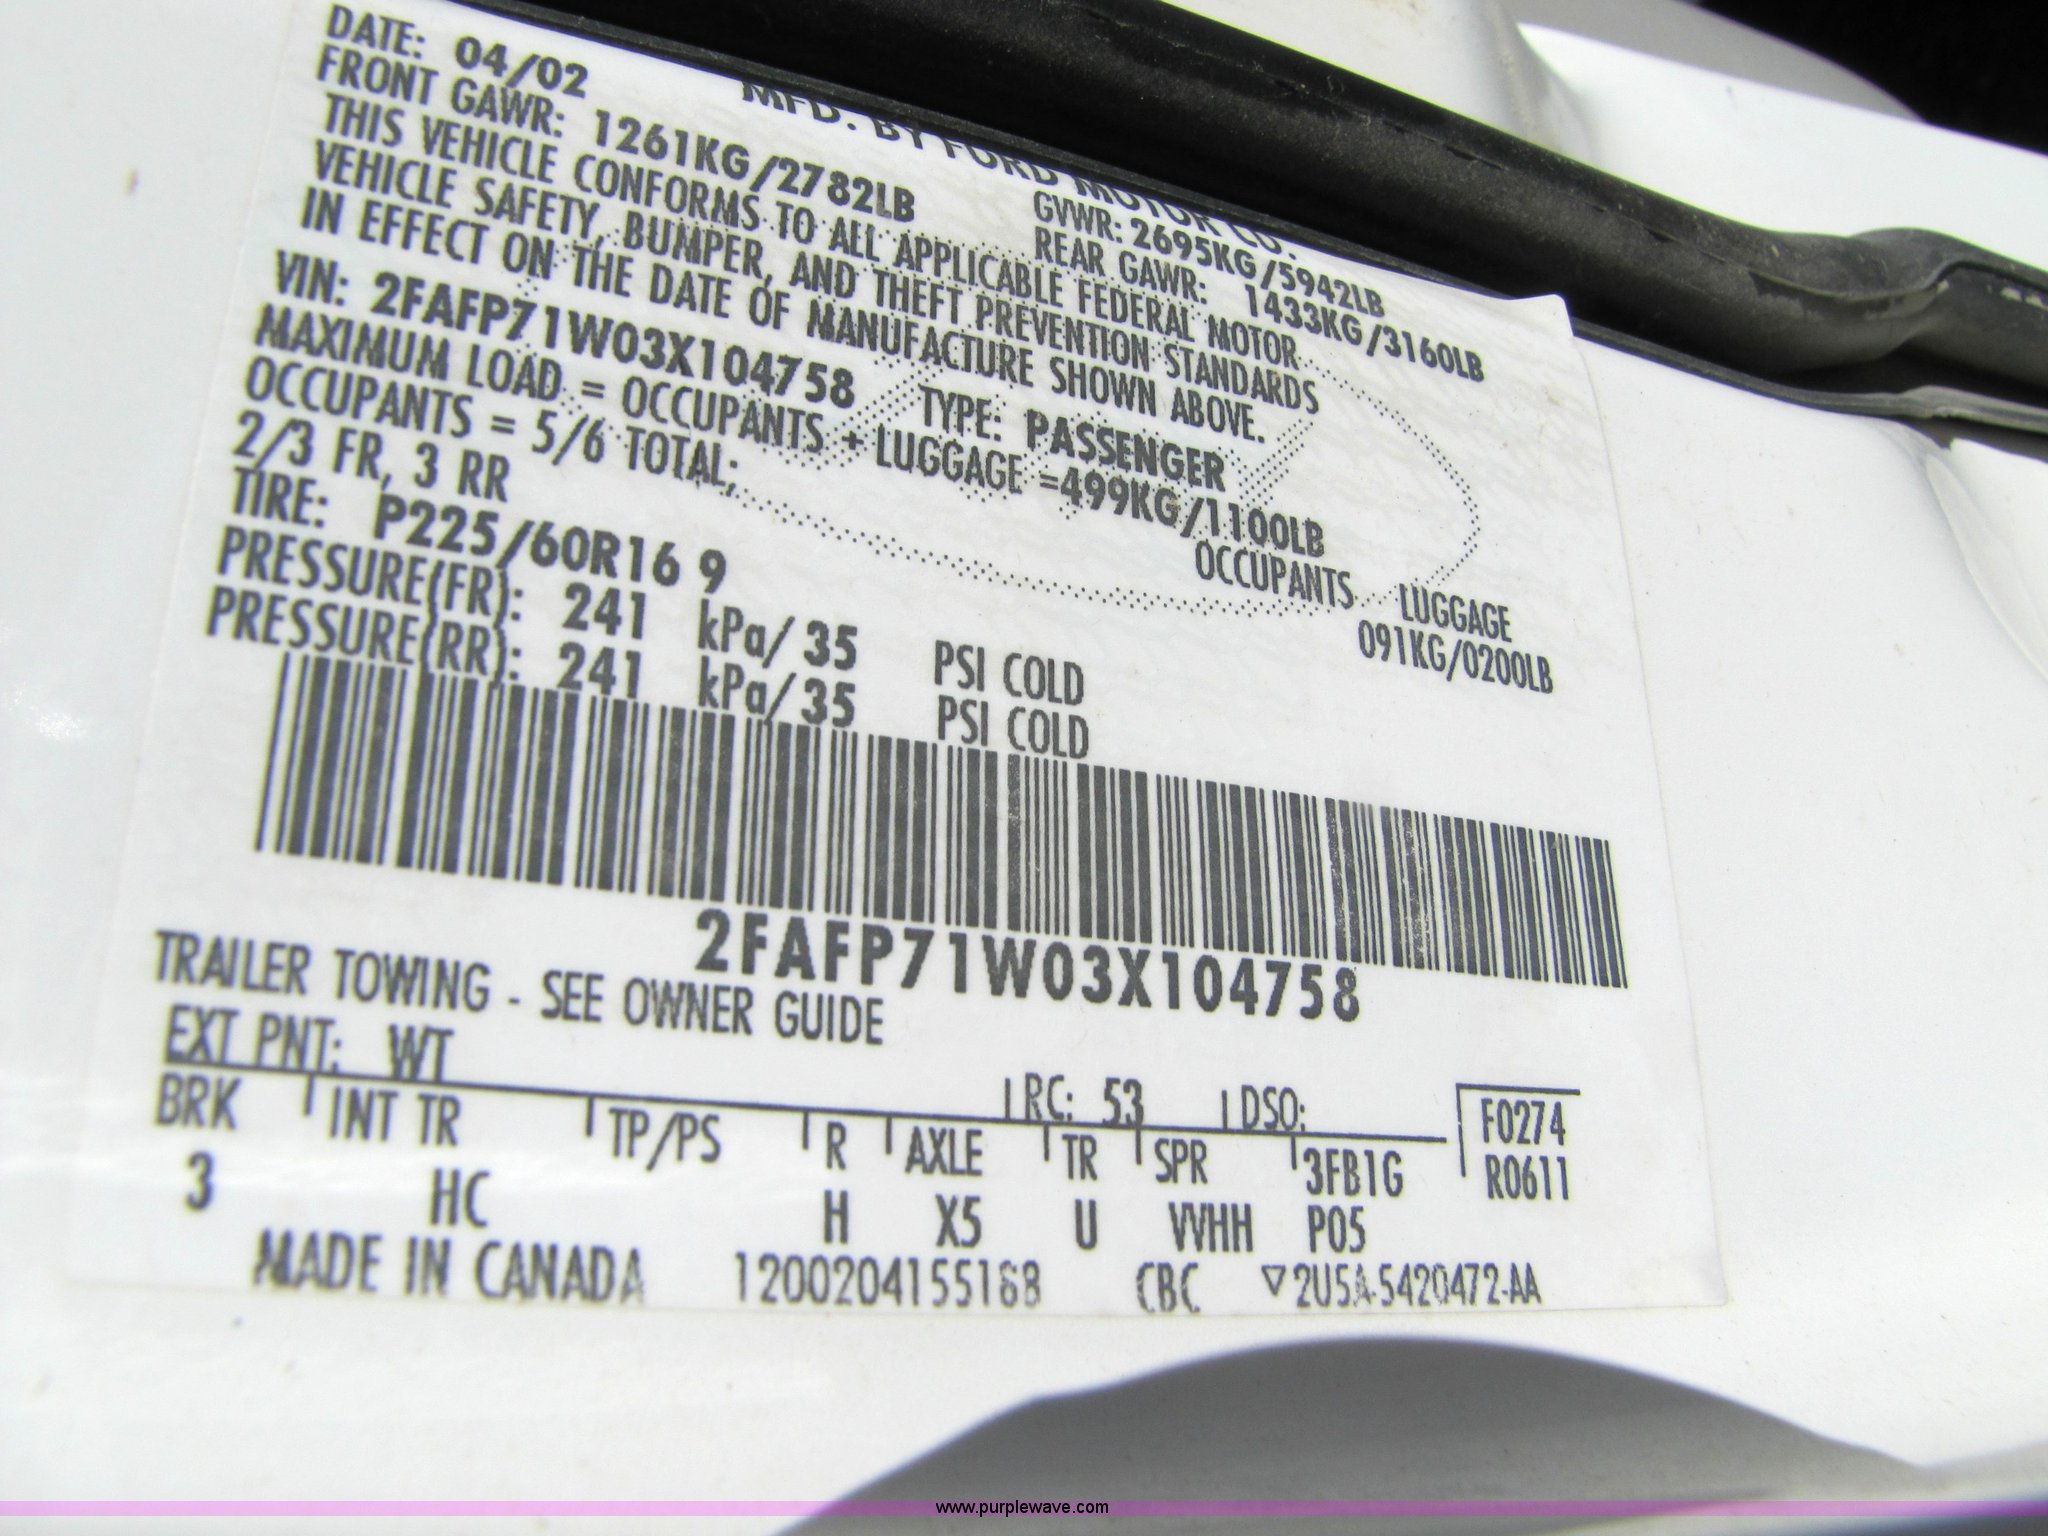 MFD. BY FORD MOTOR CO.
DATE: 04/02 GVWR: 2695KG/5942LB
FRONT GAWR: 1261KG/2782LB REAR GAWR: 1433KG/3160LB
THIS VEHICLE CONFORMS TO ALL APPLICABLE FEDERAL MOTOR
VEHICLE SAFETY, BUMPER, AND THEFT PREVENTION STANDARDS
IN EFFECT ON THE DATE OF MANUFACTURE SHOWN ABOVE.
VIN: 2FAFP71W03X104758 TYPE: PASSENGER
MAXIMUM LOAD = OCCUPANTS + LUGGAGE =499KG/1100LB
OCCUPANTS = 5/6 TOTAL; OCCUPANTS LUGGAGE
2/3 FR, 3 RR 091KG/0200LB
TIRE: P225/60R16 9
PRESSURE(FR): 241 kPa/ 35 PSI COLD
PRESSURE(RR): 241 kPa/ 35 PSI COLD
2FAFP71W03X104758
TRAILER TOWING - SEE OWNER GUIDE
EXT PNT: WT RC: 53 DSO: F0274
BRK INT TR TP/PS R AXLE TR SPR 3FB1G R0611
3 HC H X5 U VVHH P05
MADE IN CANADA 1200204155168 CBC ▽2U5A-5420472-AA
www.purplewave.com